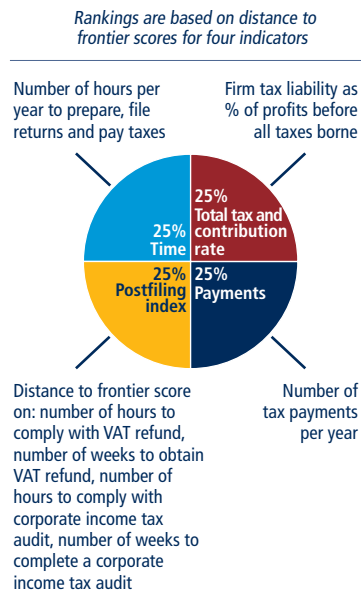 Rankings are based on distance to
frontier scores for four indicators
Number of hours per
year to prepare, file
returns and pay taxes
Firm tax liability as
% of profits before
all taxes borne
25%
Time
25%
Total tax and
contribution
rate
25%
Postfiling
index
25%
Payments
Distance to frontier score
on: number of hours to
comply with VAT refund,
number of weeks to obtain
VAT refund, number of
hours to comply with
corporate income tax
audit, number of weeks to
complete a corporate
income tax audit
Number of
tax payments
per year